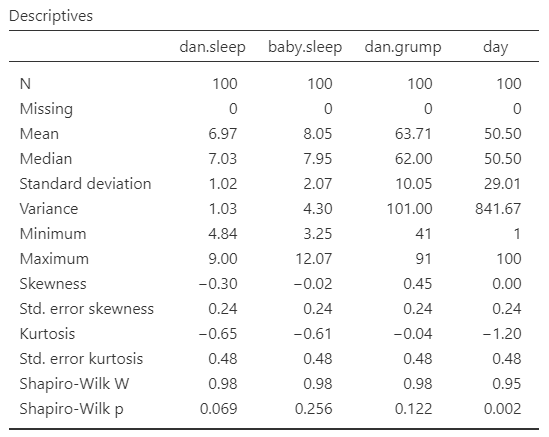 Descriptives
dan.sleep baby.sleep dan.grump day
N 100 100 100 100
Missing 0 0 0 0
Mean 6.97 8.05 63.71 50.50
Median 7.03 7.95 62.00 50.50
Standard deviation 1.02 2.07 10.05 29.01
Variance 1.03 4.30 101.00 841.67
Minimum 4.84 3.25 41 1
Maximum 9.00 12.07 91 100
Skewness −0.30 −0.02 0.45 0.00
Std. error skewness 0.24 0.24 0.24 0.24
Kurtosis −0.65 −0.61 −0.04 −1.20
Std. error kurtosis 0.48 0.48 0.48 0.48
Shapiro-Wilk W 0.98 0.98 0.98 0.95
Shapiro-Wilk p 0.069 0.256 0.122 0.002